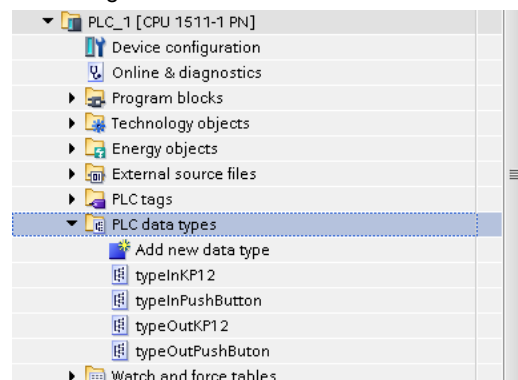 PLC_1 [CPU 1511-1 PN]
Device configuration
Online & diagnostics
Program blocks
Technology objects
Energy objects
External source files
PLC tags
PLC data types
Add new data type
typeInKP12
typeInPushButton
typeOutKP12
typeOutPushButon
Watch and force tables